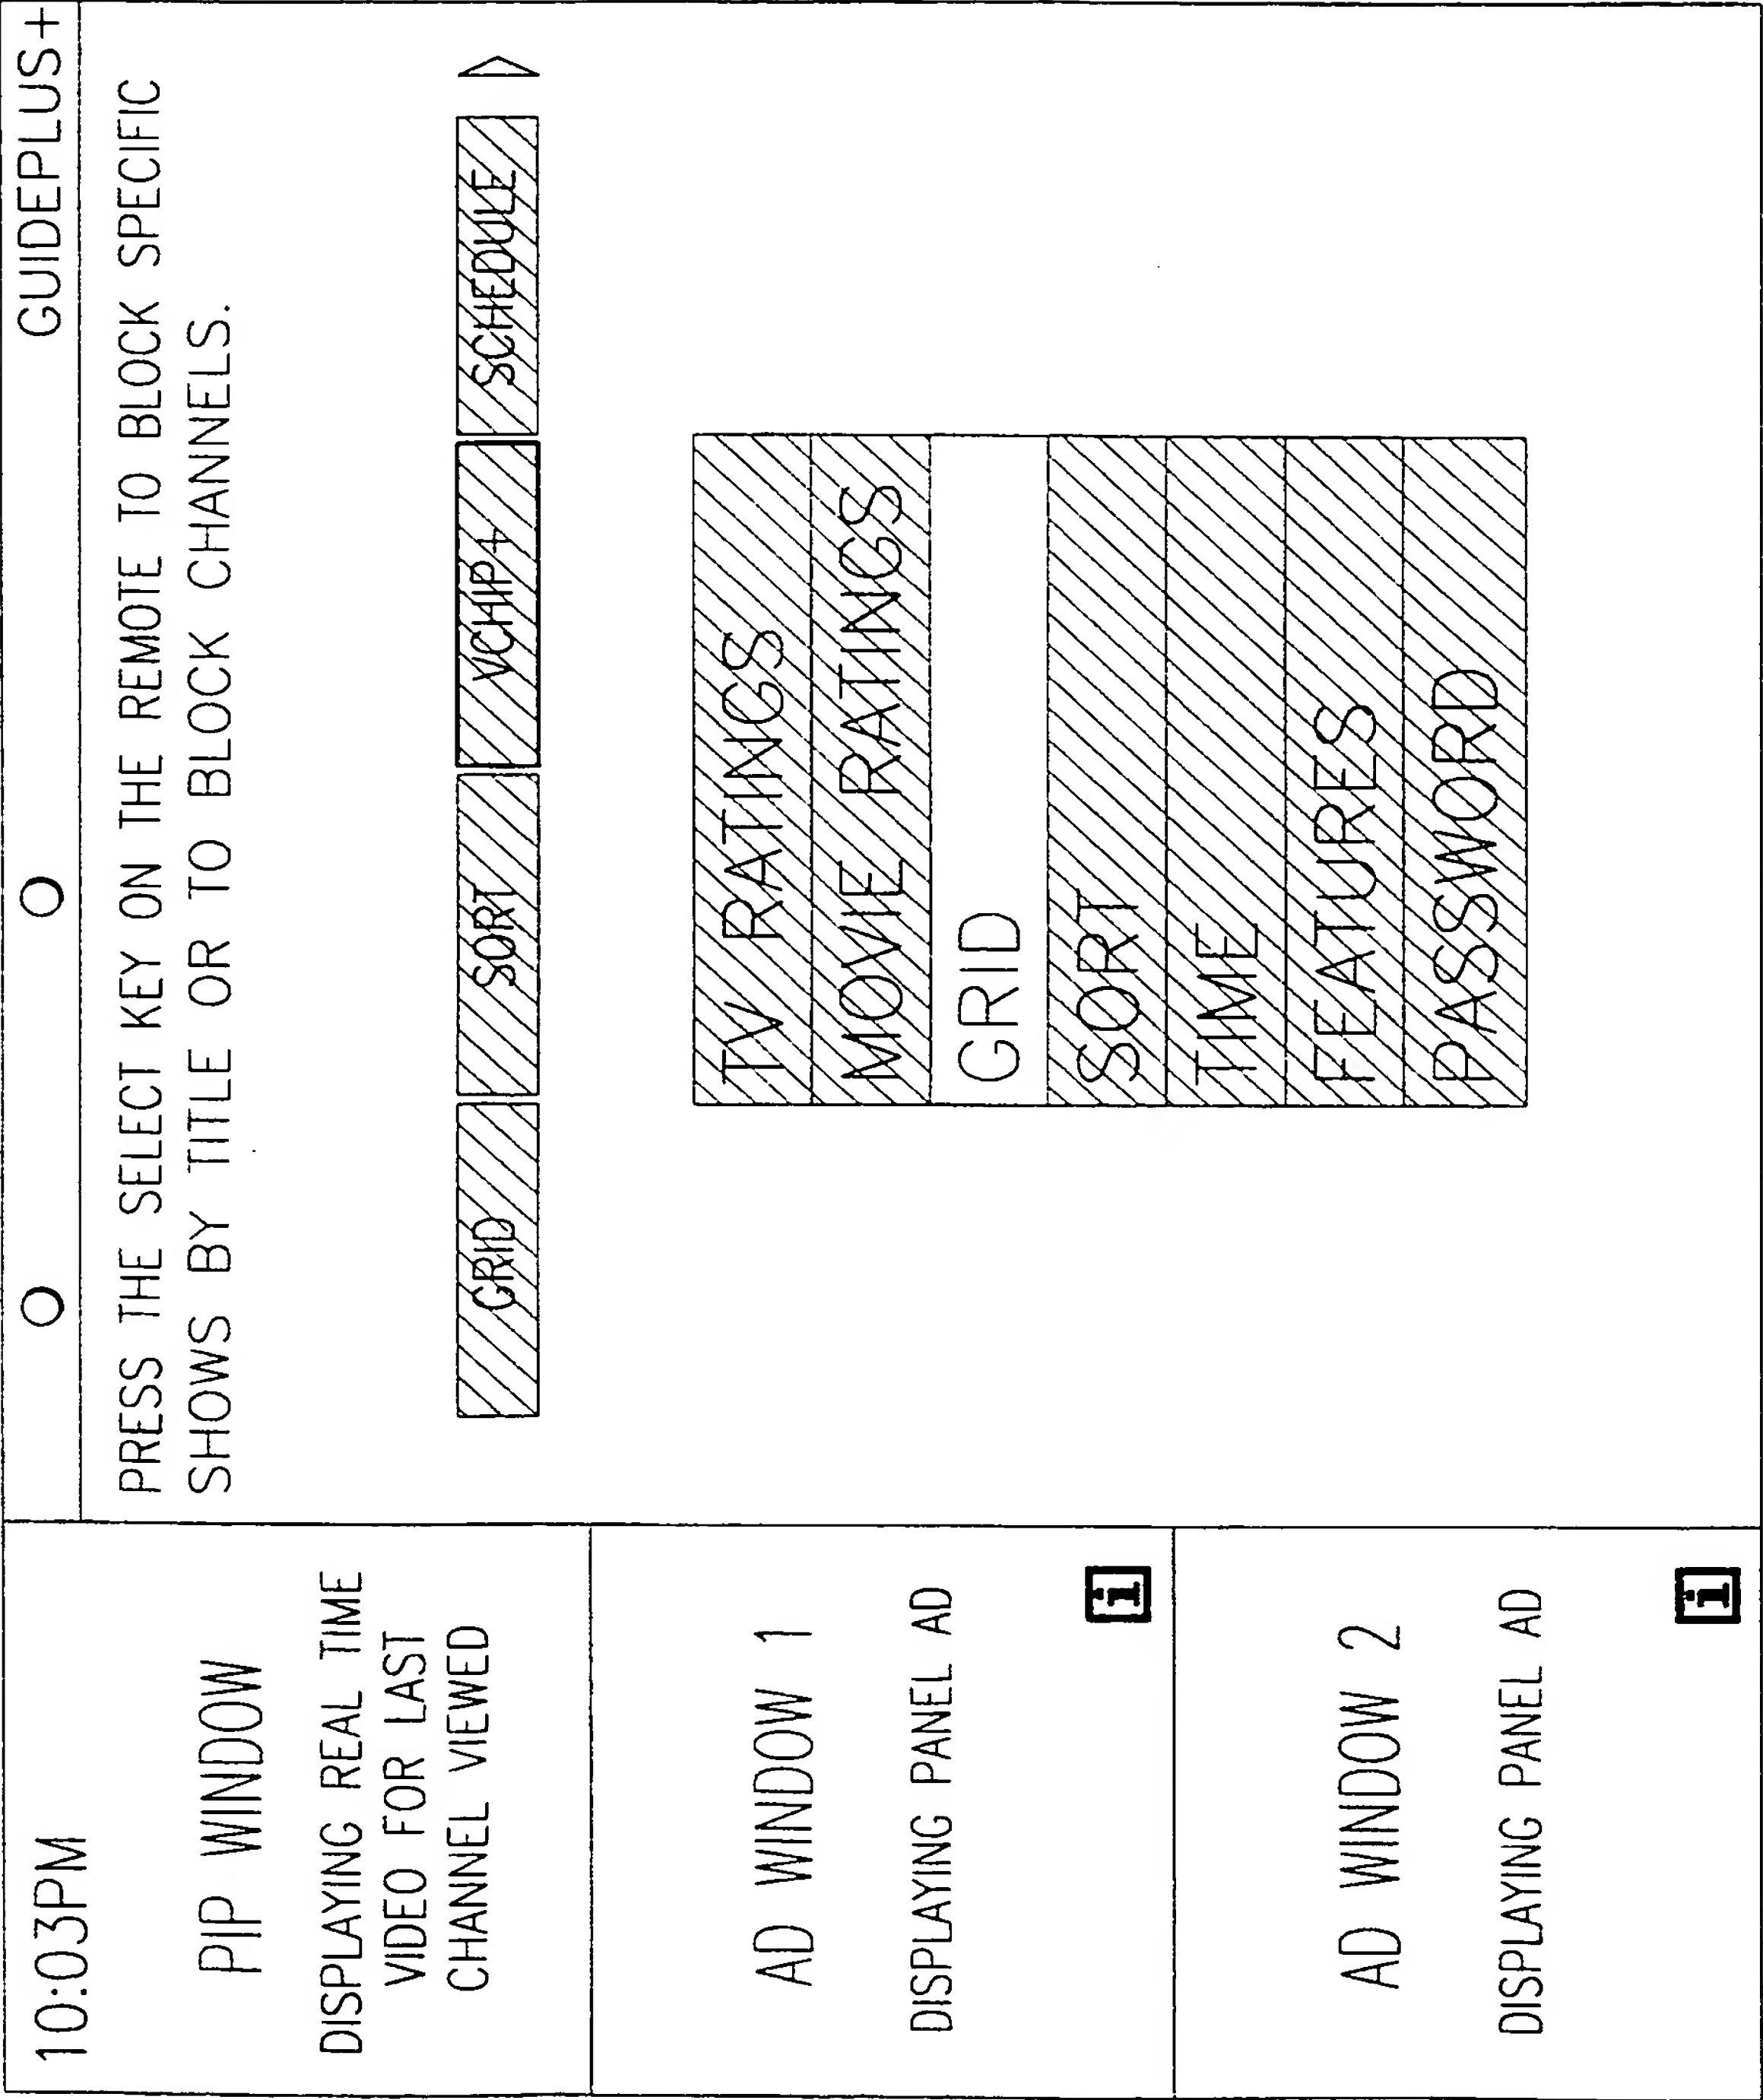 10:03PM
GUIDEPLUS+
PIP WINDOW
DISPLAYING REAL TIME
VIDEO FOR LAST
CHANNEL VIEWED
AD WINDOW 1
DISPLAYING PANEL AD
i
AD WINDOW 2
DISPLAYING PANEL AD
i
PRESS THE SELECT KEY ON THE REMOTE TO BLOCK SPECIFIC
SHOWS BY TITLE OR TO BLOCK CHANNELS.
GRID SORT VCHIP+ SCHEDULE
TV RATINGS
MOVIE RATINGS
GRID
SORT
TIME
FEATURES
PASSWORD